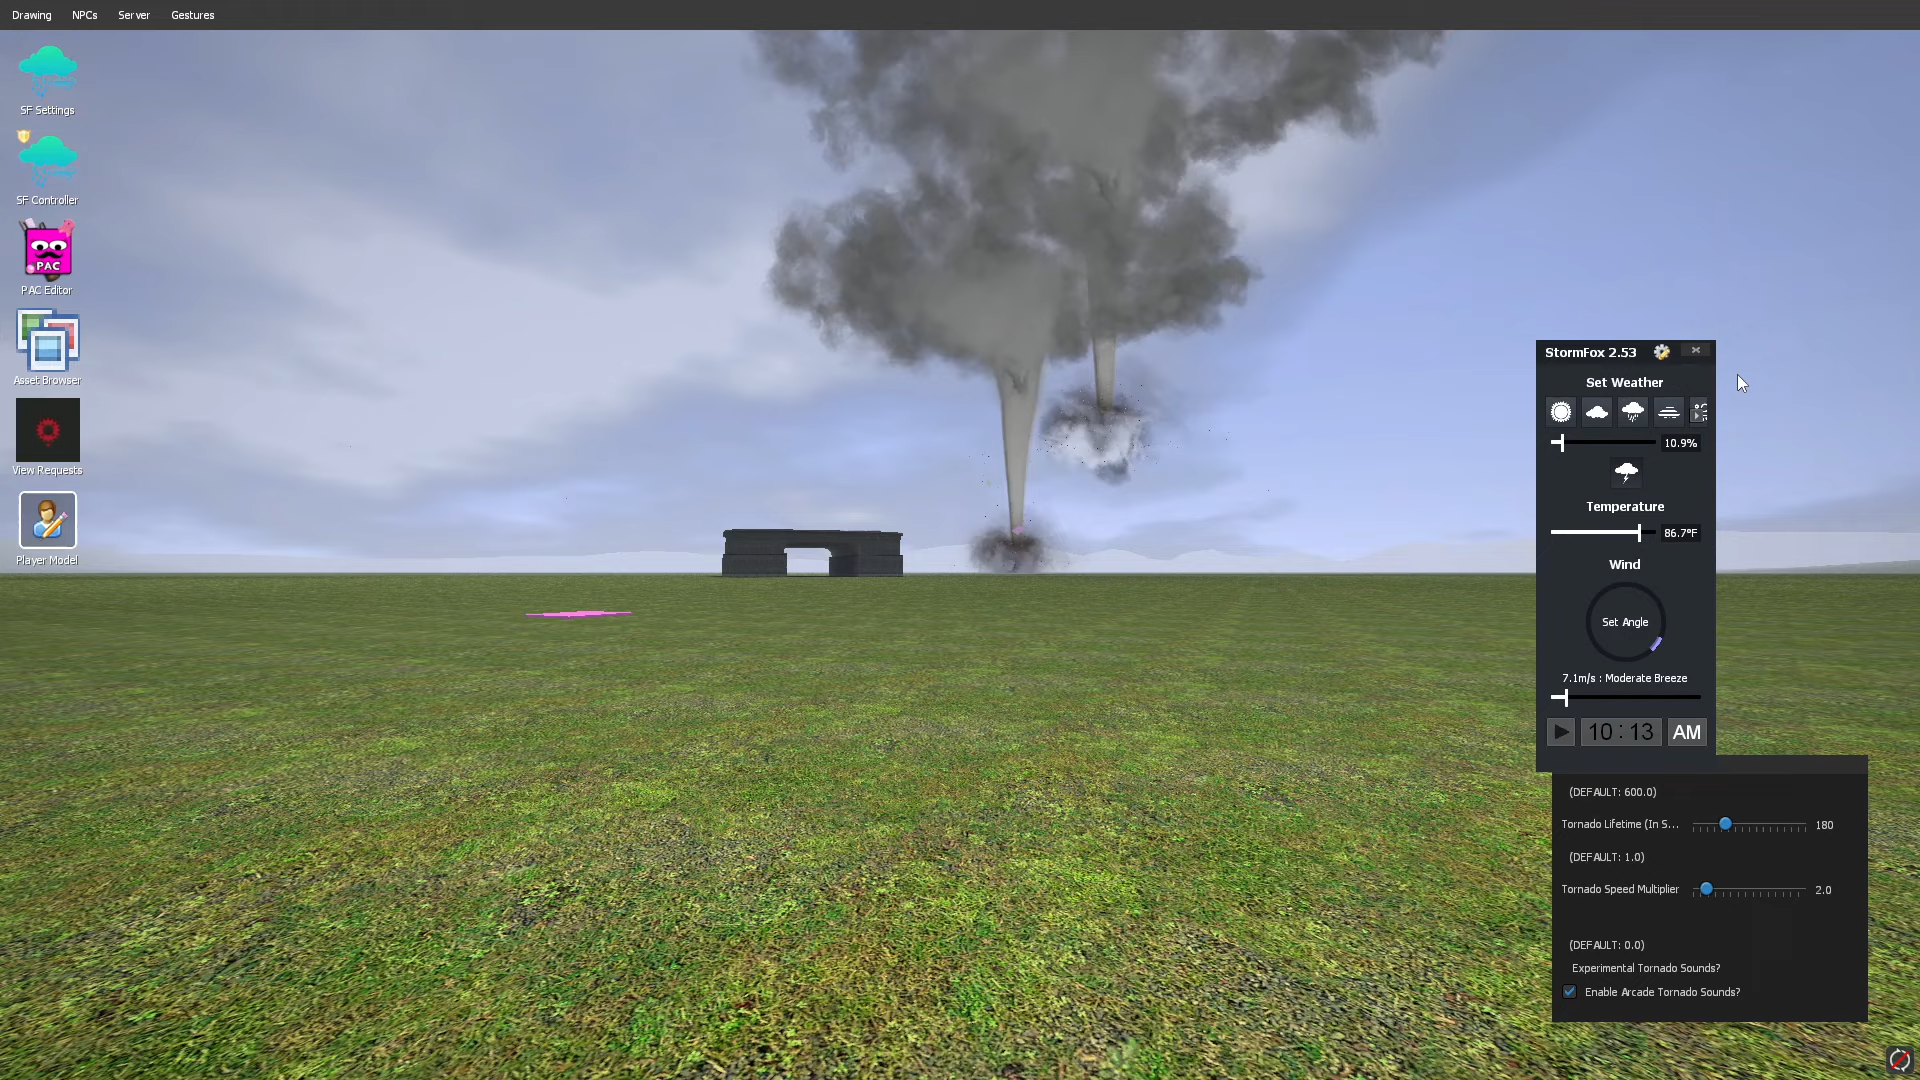 Drawing NPCs Server Gestures
SF Settings
SF Controller
PAC
PAC Editor
Asset Browser
View Requests
Player Model
StormFox 2.53
Set Weather
10.9%
Temperature
86.7°F
Wind
Set Angle
7.1m/s : Moderate Breeze
10 : 13 AM
(DEFAULT: 600.0)
Tornado Lifetime (In S... 180
(DEFAULT: 1.0)
Tornado Speed Multiplier 2.0
(DEFAULT: 0.0)
Experimental Tornado Sounds?
Enable Arcade Tornado Sounds?